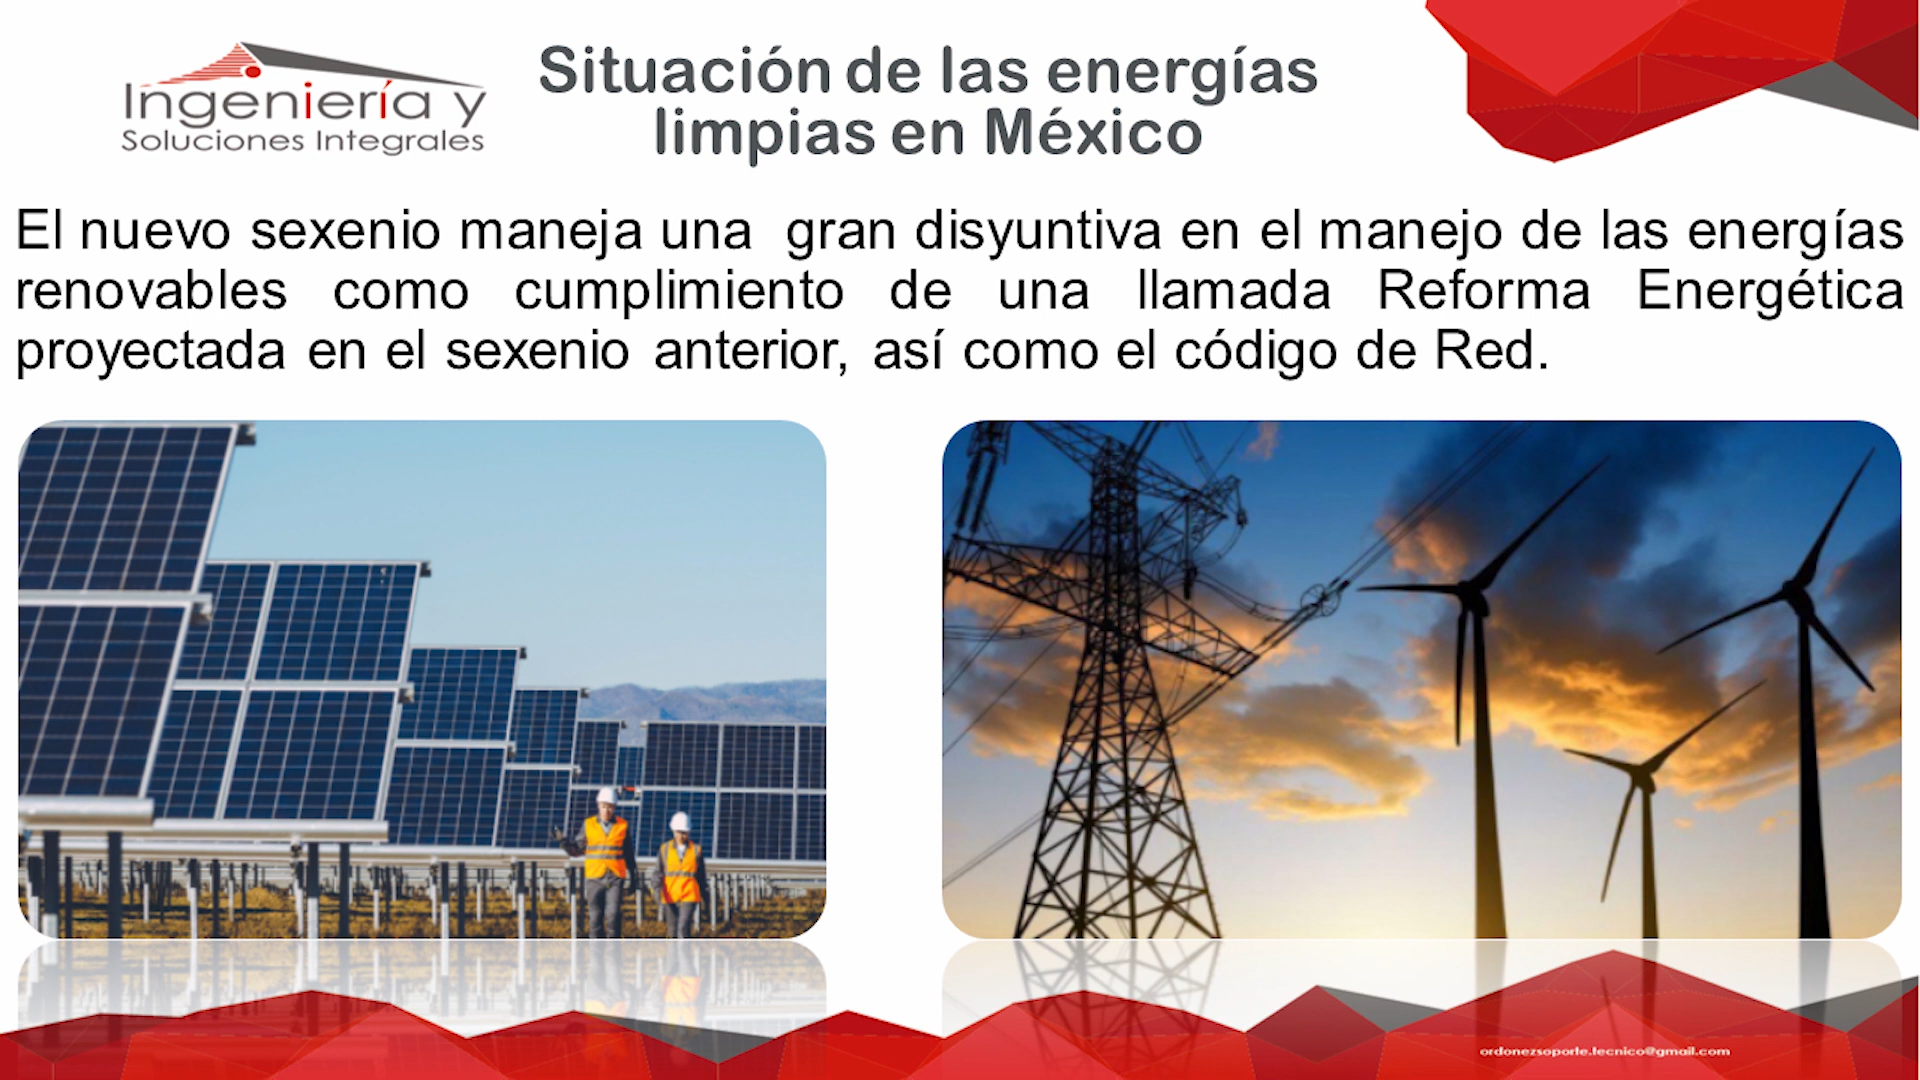 Ingeniería y
Soluciones Integrales
Situación de las energías
limpias en México
El nuevo sexenio maneja una gran disyuntiva en el manejo de las energías
renovables como cumplimiento de una llamada Reforma Energética
proyectada en el sexenio anterior, así como el código de Red.
ordonezsoporte.tecnico@gmail.com